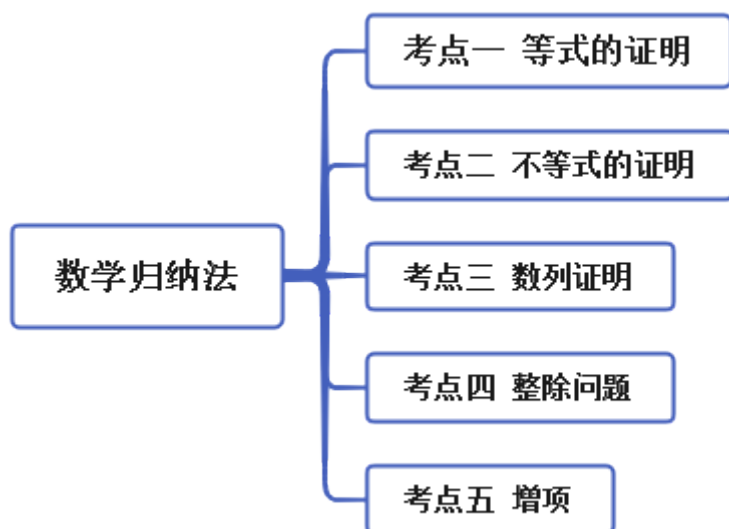 数学归纳法
考点一 等式的证明
考点二 不等式的证明
考点三 数列证明
考点四 整除问题
考点五 增项